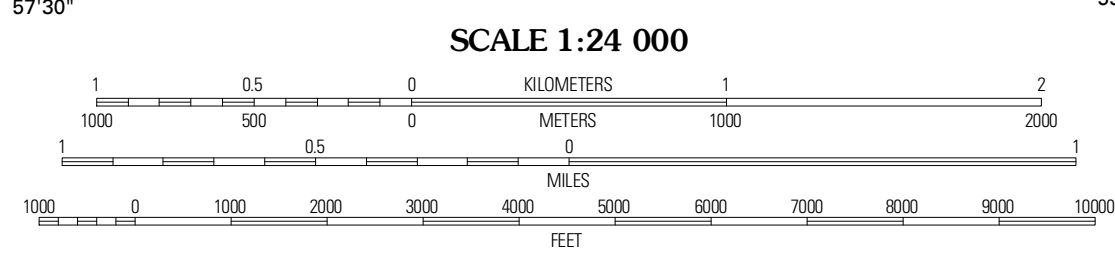 57'30"
SCALE 1:24 000
1 0.5 0 KILOMETERS 1 2
1000 500 0 METERS 1000 2000
1 0.5 0 1
MILES
1000 0 1000 2000 3000 4000 5000 6000 7000 8000 9000 10000
FEET